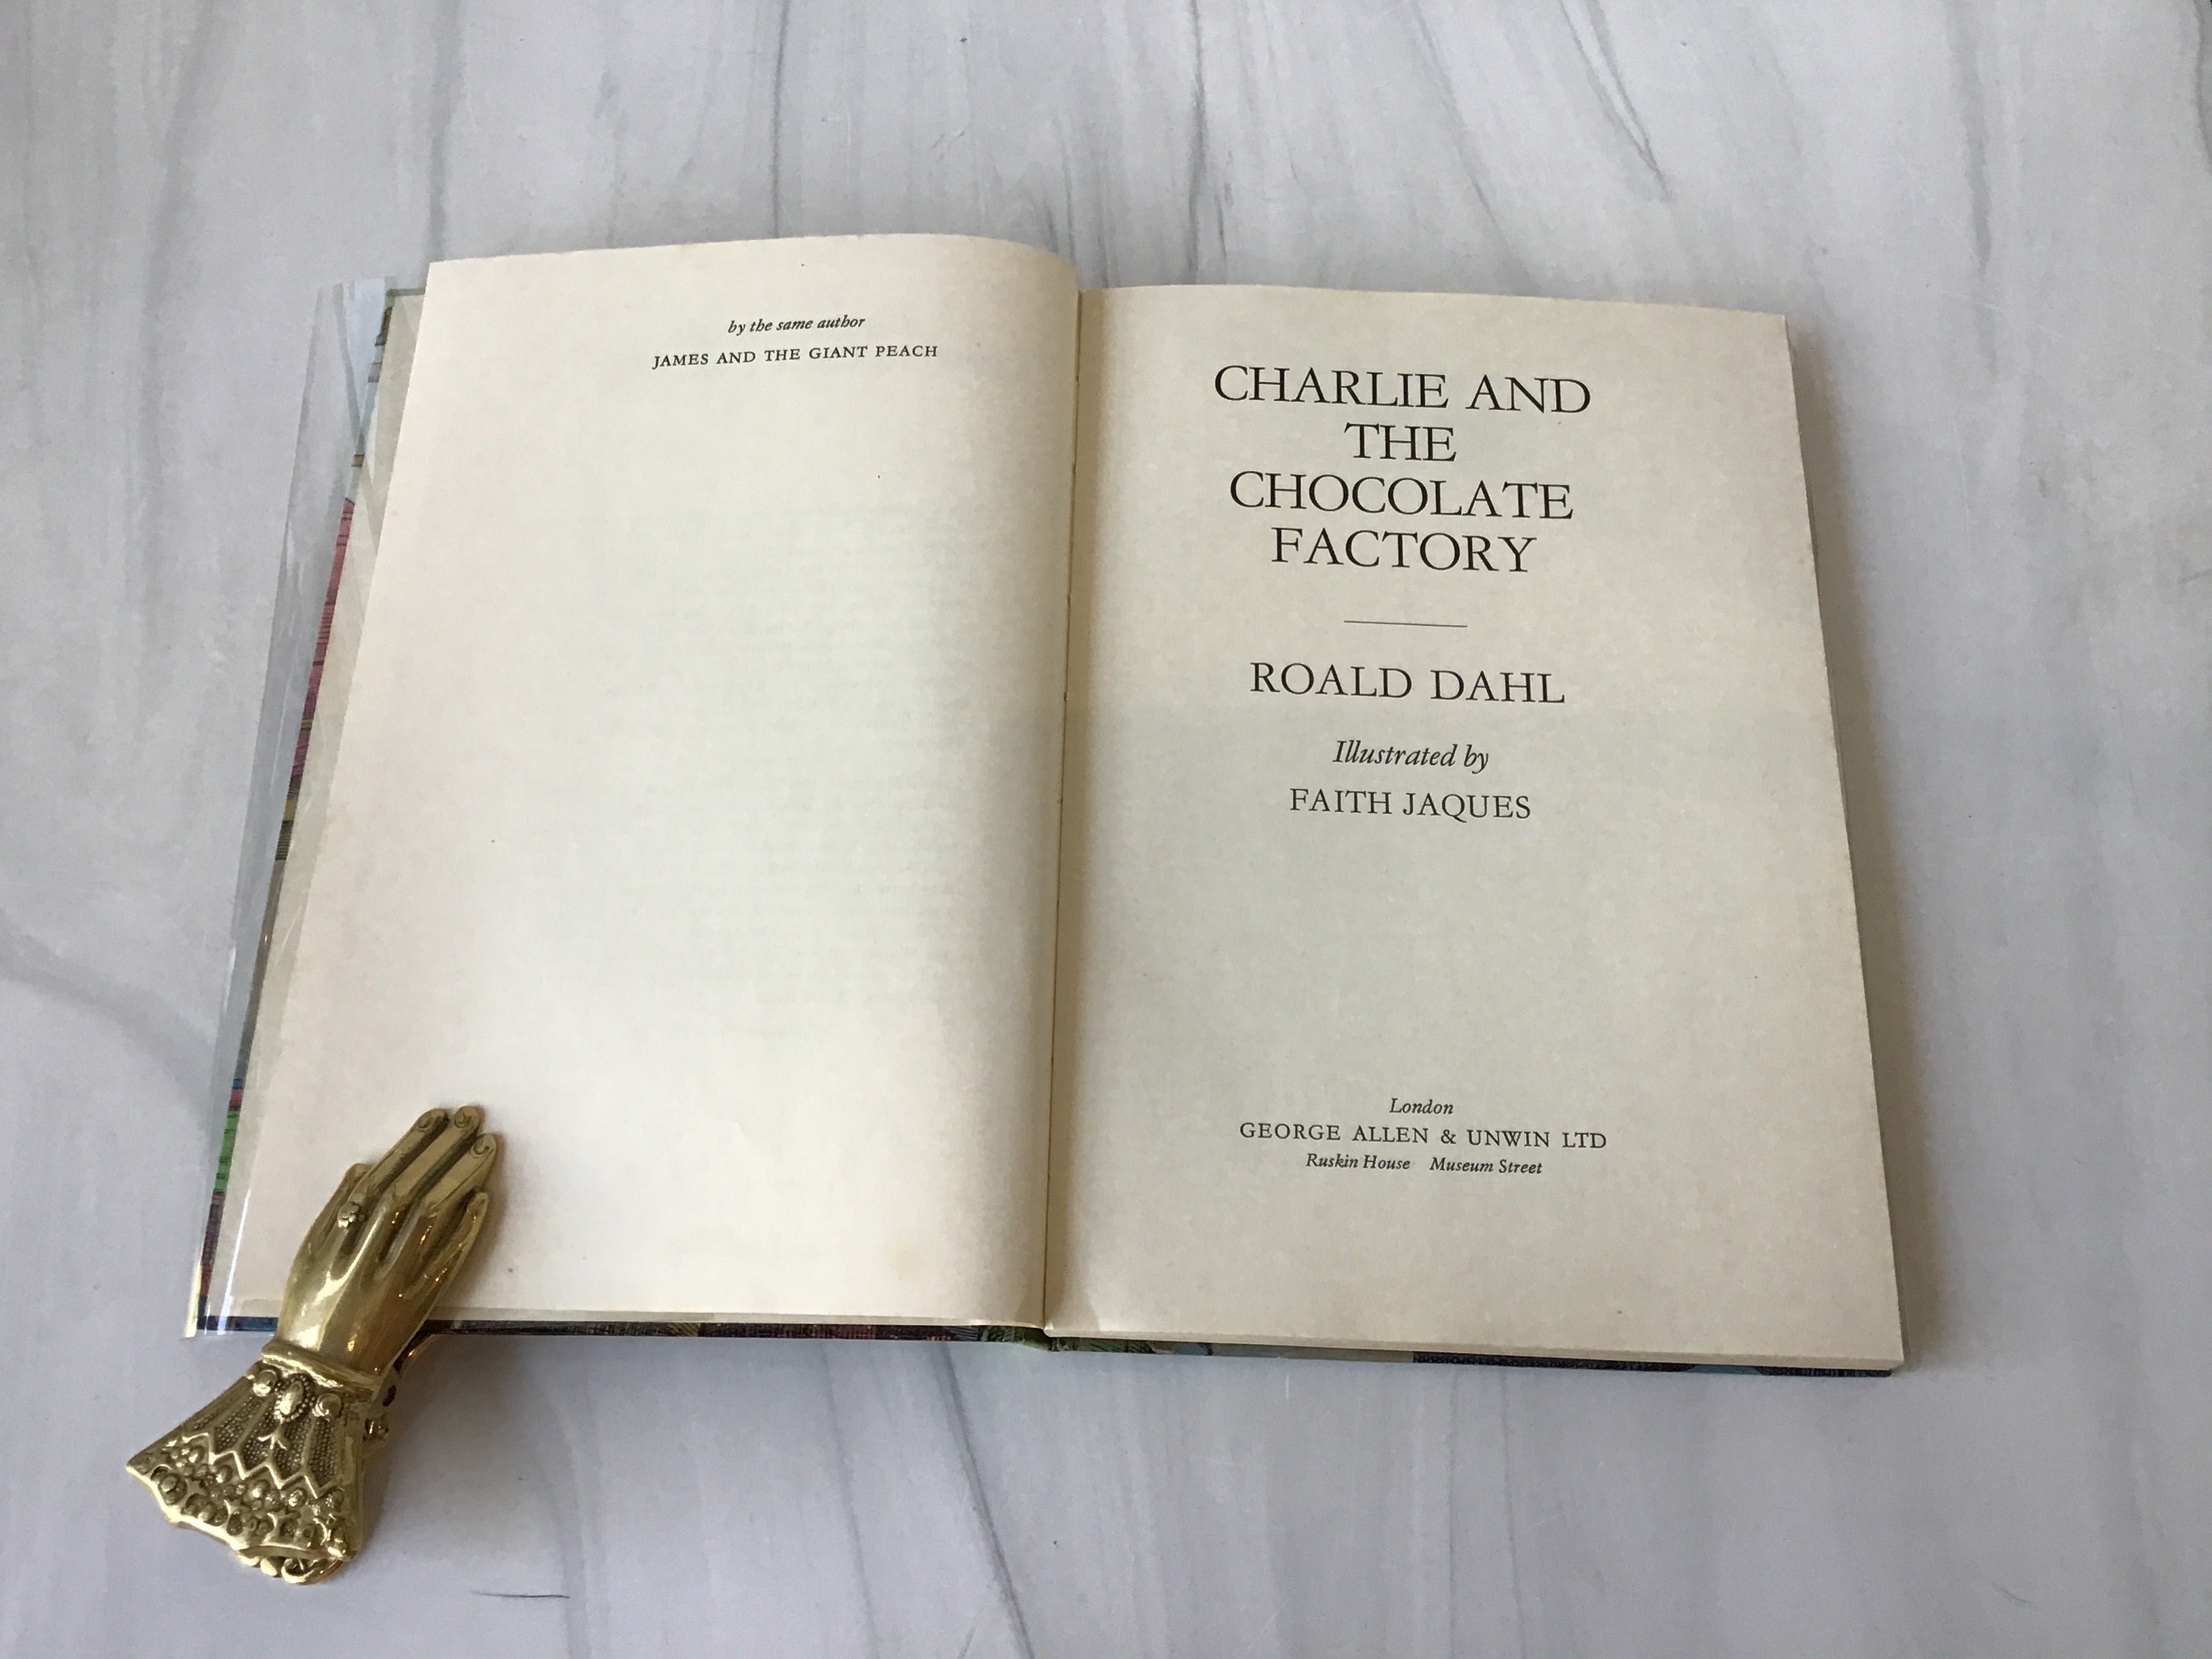 by the same author
JAMES AND THE GIANT PEACH
CHARLIE AND
THE
CHOCOLATE
FACTORY
ROALD DAHL
Illustrated by
FAITH JAQUES
London
GEORGE ALLEN & UNWIN LTD
Ruskin House Museum Street